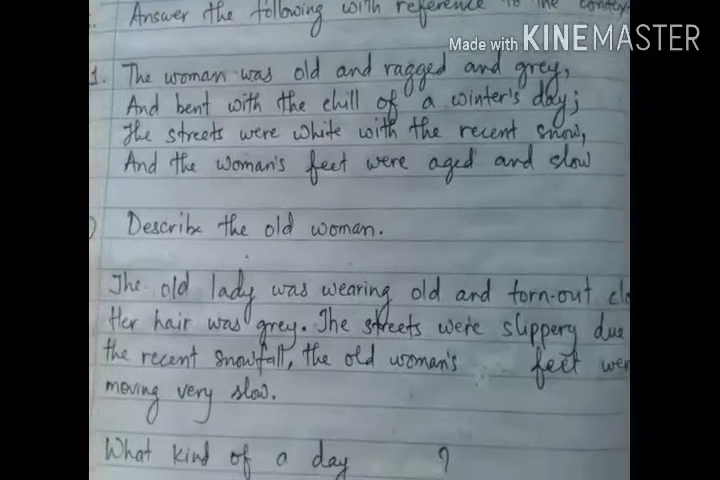 Answer the following with reference to the
Made with KINEMASTER
1. The woman was old and ragged and grey,
And bent with the chill of a winter's day;
The streets were white with the recent snow,
And the woman's feet were aged and slow
Describe the old woman.
The old lady was wearing old and torn-out
Her hair was grey. The streets were slippery due
the recent snowfall, the old woman's feet
moving very slow.
What kind of a day ?